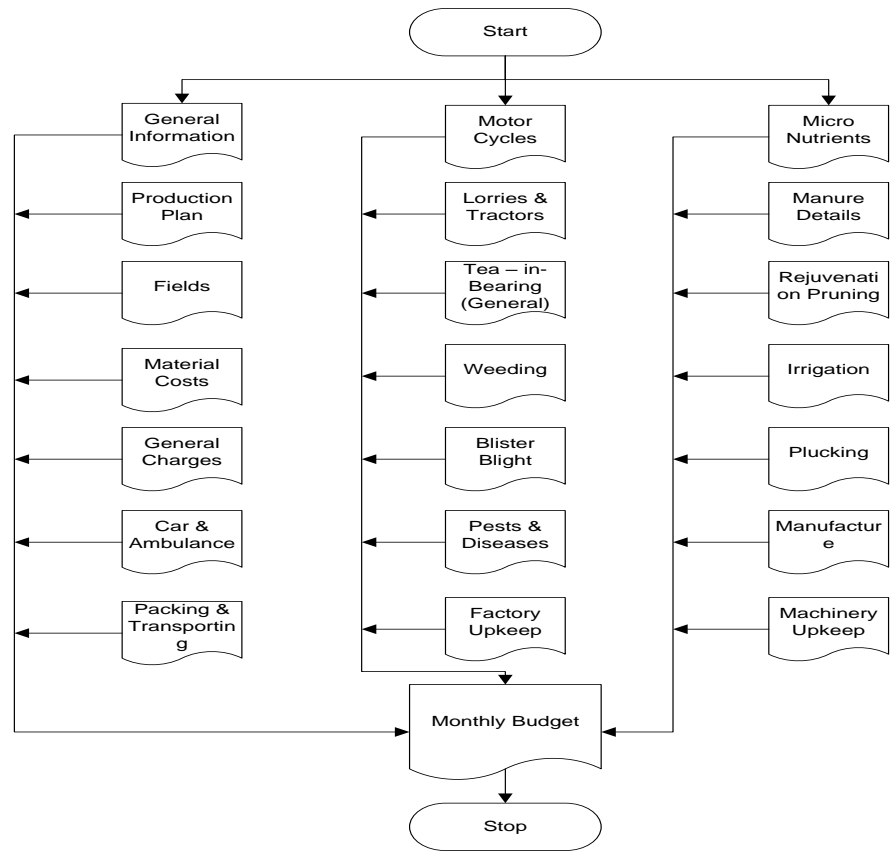 Start
General
Information
Motor
Cycles
Micro
Nutrients
Production
Plan
Lorries &
Tractors
Manure
Details
Fields
Tea – in-
Bearing
(General)
Rejuvenati
on Pruning
Material
Costs
Weeding
Irrigation
General
Charges
Blister
Blight
Plucking
Car &
Ambulance
Pests &
Diseases
Manufactur
e
Packing &
Transportin
g
Factory
Upkeep
Machinery
Upkeep
Monthly Budget
Stop